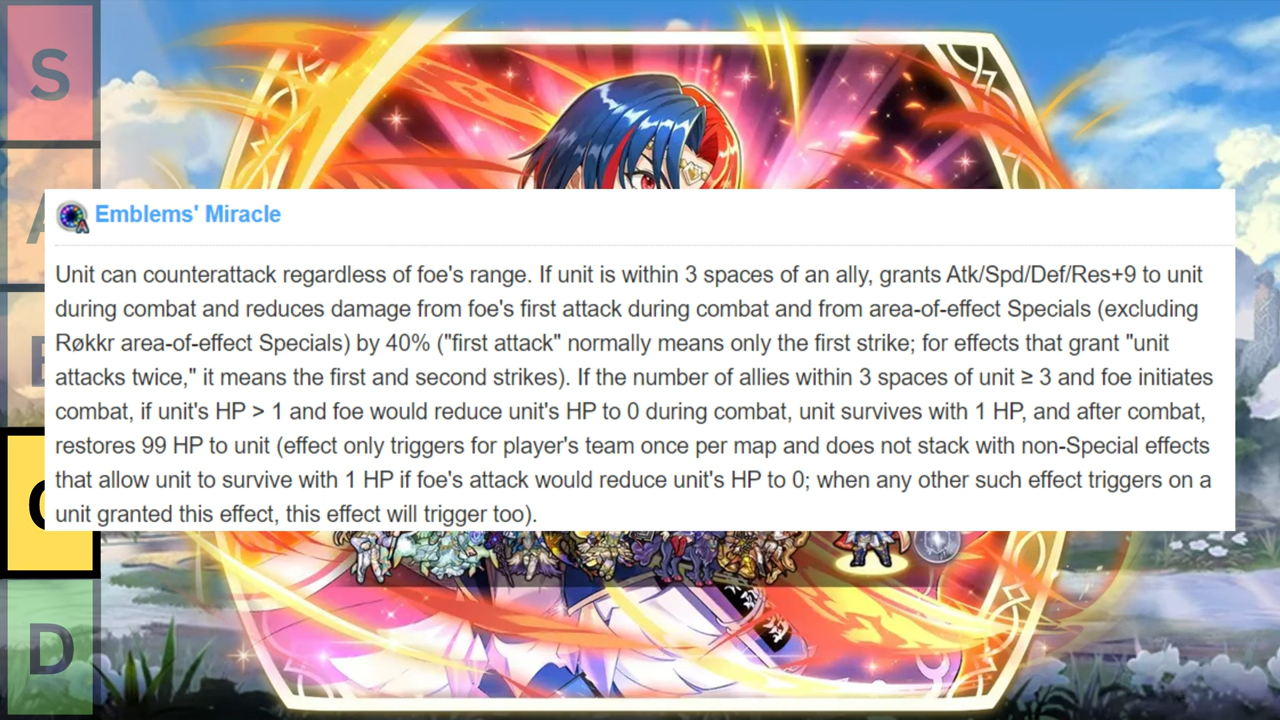 S
A
Emblems' Miracle
Unit can counterattack regardless of foe's range. If unit is within 3 spaces of an ally, grants Atk/Spd/Def/Res+9 to unit
during combat and reduces damage from foe's first attack during combat and from area-of-effect Specials (excluding
Røkkr area-of-effect Specials) by 40% ("first attack" normally means only the first strike; for effects that grant "unit
attacks twice," it means the first and second strikes). If the number of allies within 3 spaces of unit ≥ 3 and foe initiates
combat, if unit's HP > 1 and foe would reduce unit's HP to 0 during combat, unit survives with 1 HP, and after combat,
restores 99 HP to unit (effect only triggers for player's team once per map and does not stack with non-Special effects
that allow unit to survive with 1 HP if foe's attack would reduce unit's HP to 0; when any other such effect triggers on a
unit granted this effect, this effect will trigger too).
D